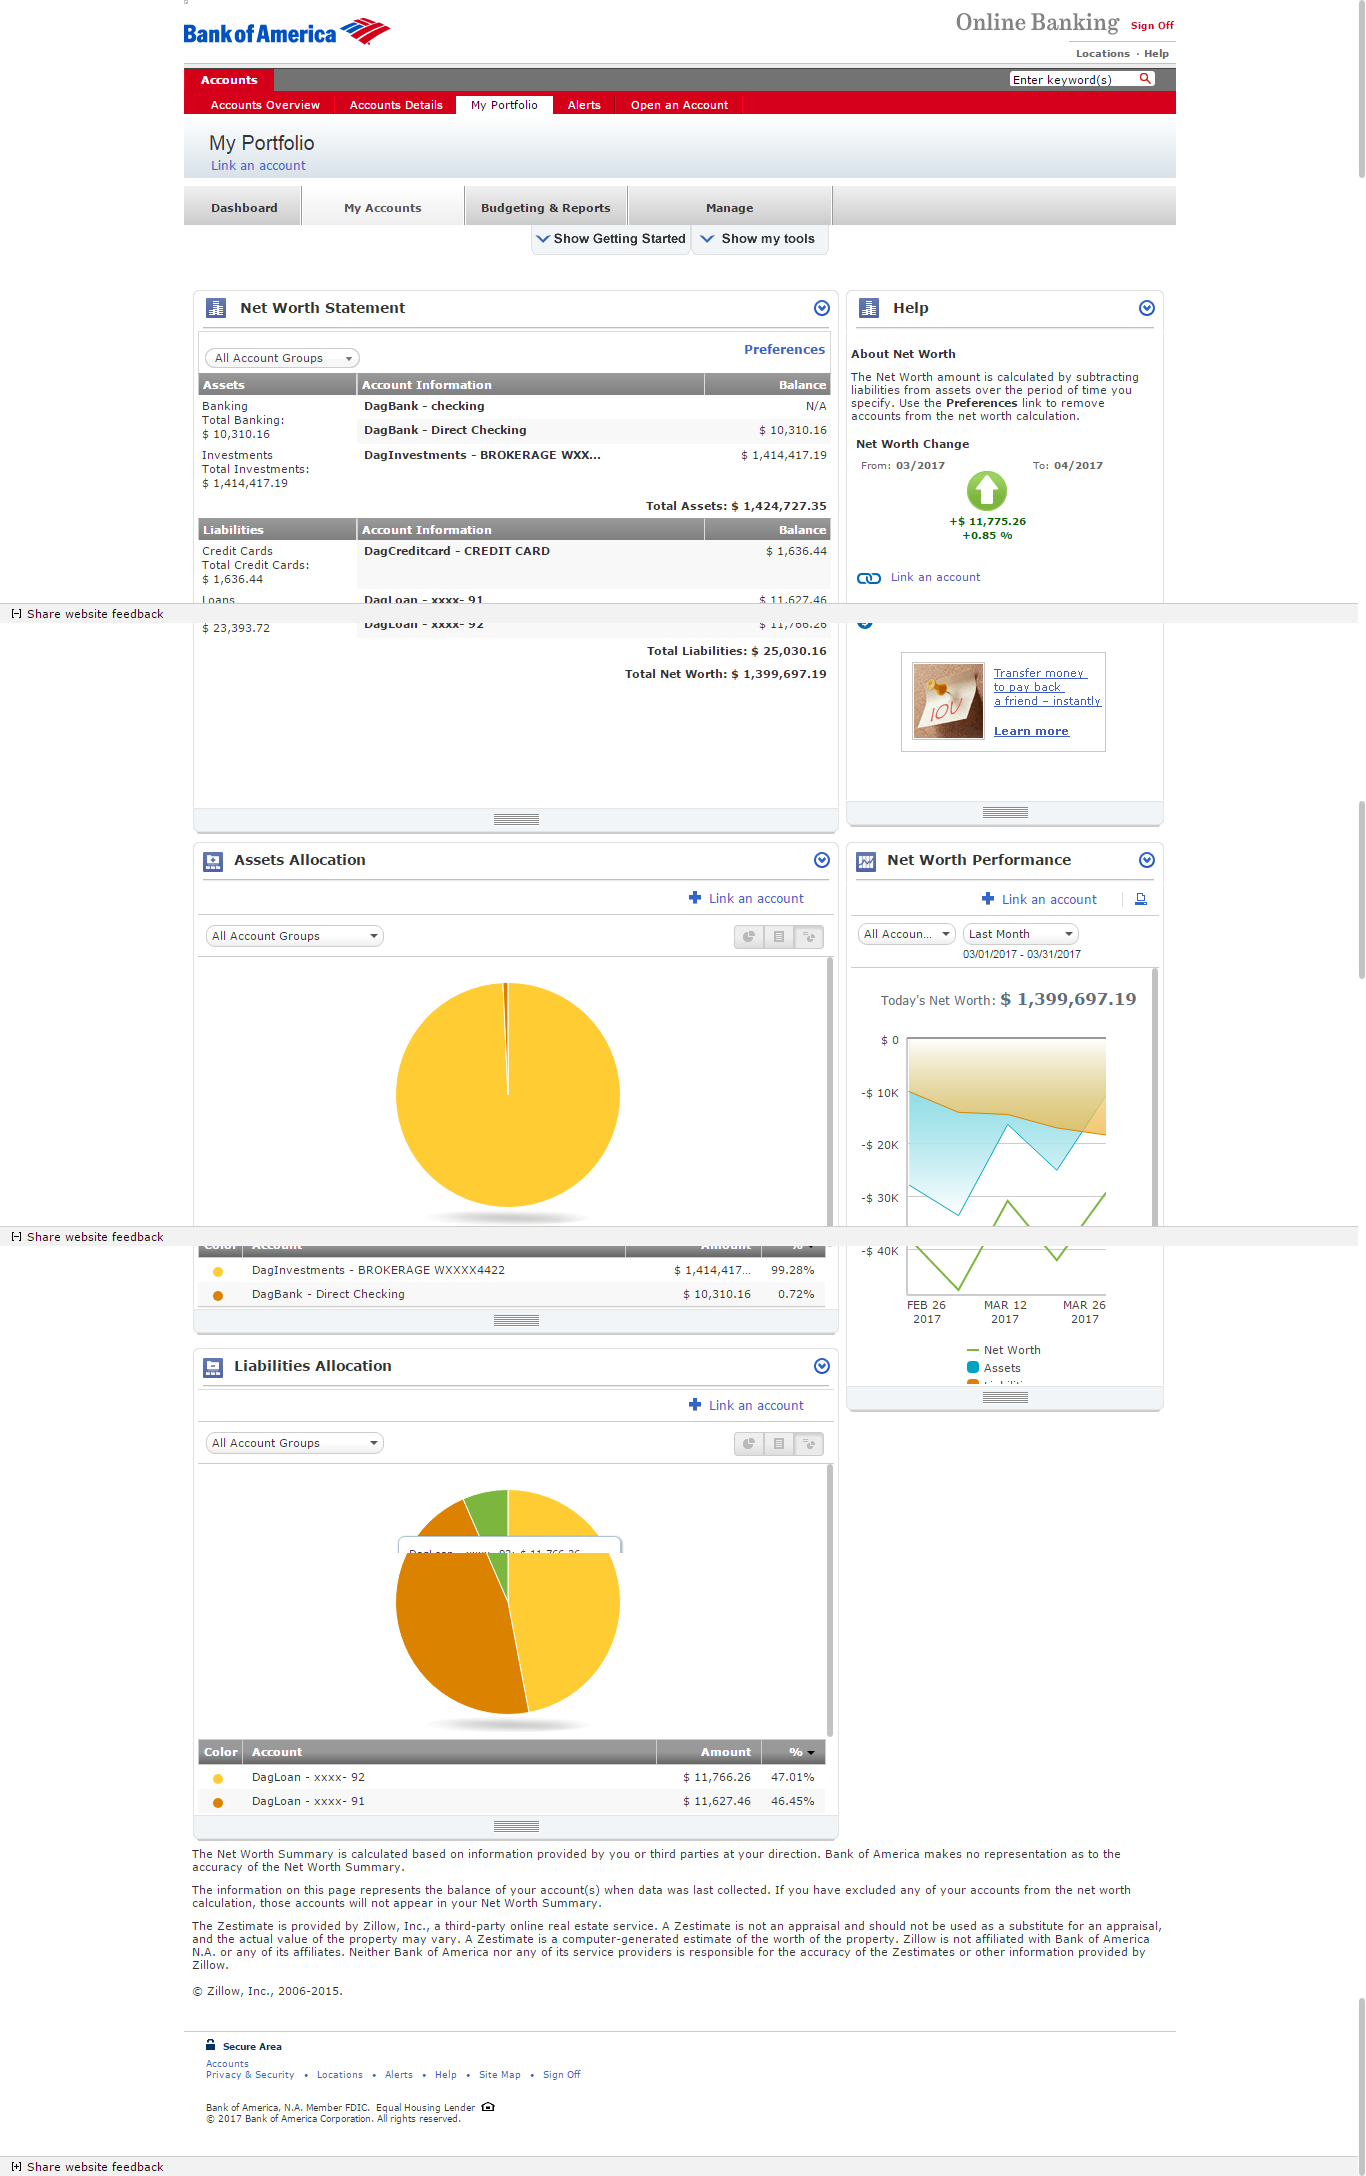 Bank of America
Online Banking
Sign Off
Locations · Help
Accounts
Enter keyword(s)
Accounts Overview
Accounts Details
My Portfolio
Alerts
Open an Account
My Portfolio
Link an account
Dashboard
My Accounts
Budgeting & Reports
Manage
Show Getting Started
Show my tools
Net Worth Statement
All Account Groups
Preferences
Assets Account Information Balance
Banking
Total Banking:
$ 10,310.16
DagBank - checking N/A
DagBank - Direct Checking $ 10,310.16
Investments
Total Investments:
$ 1,414,417.19
DagInvestments - BROKERAGE WXX... $ 1,414,417.19
Total Assets: $ 1,424,727.35
Liabilities Account Information Balance
Credit Cards
Total Credit Cards:
$ 1,636.44
DagCreditcard - CREDIT CARD $ 1,636.44
Loans
DagLoan - xxxx- 91 $ 11,627.46
Share website feedback
$ 23,393.72
DagLoan - xxxx- 92 $ 11,766.26
Total Liabilities: $ 25,030.16
Total Net Worth: $ 1,399,697.19
Help
About Net Worth
The Net Worth amount is calculated by subtracting
liabilities from assets over the period of time you
specify. Use the Preferences link to remove
accounts from the net worth calculation.
Net Worth Change
From: 03/2017
To: 04/2017
+$ 11,775.26
+0.85 %
Link an account
IOU
Transfer money
to pay back
a friend – instantly
Learn more
Assets Allocation
Link an account
All Account Groups
Share website feedback
Color Account Amount %
DagInvestments - BROKERAGE WXXXX4422 $ 1,414,417... 99.28%
DagBank - Direct Checking $ 10,310.16 0.72%
Net Worth Performance
Link an account
All Accoun...
Last Month
03/01/2017 - 03/31/2017
Today's Net Worth: $ 1,399,697.19
$ 0
-$ 10K
-$ 20K
-$ 30K
-$ 40K
FEB 26
2017
MAR 12
2017
MAR 26
2017
Net Worth
Assets
Liabilities Allocation
Link an account
All Account Groups
DagLoan - xxxx- 92: $ 11,766.26
Color Account Amount %
DagLoan - xxxx- 92 $ 11,766.26 47.01%
DagLoan - xxxx- 91 $ 11,627.46 46.45%
The Net Worth Summary is calculated based on information provided by you or third parties at your direction. Bank of America makes no representation as to the
accuracy of the Net Worth Summary.
The information on this page represents the balance of your account(s) when data was last collected. If you have excluded any of your accounts from the net worth
calculation, those accounts will not appear in your Net Worth Summary.
The Zestimate is provided by Zillow, Inc., a third-party online real estate service. A Zestimate is not an appraisal and should not be used as a substitute for an appraisal,
and the actual value of the property may vary. A Zestimate is a computer-generated estimate of the worth of the property. Zillow is not affiliated with Bank of America
N.A. or any of its affiliates. Neither Bank of America nor any of its service providers is responsible for the accuracy of the Zestimates or other information provided by
Zillow.
© Zillow, Inc., 2006-2015.
Secure Area
Accounts
Privacy & Security • Locations • Alerts • Help • Site Map • Sign Off
Bank of America, N.A. Member FDIC. Equal Housing Lender
© 2017 Bank of America Corporation. All rights reserved.
Share website feedback